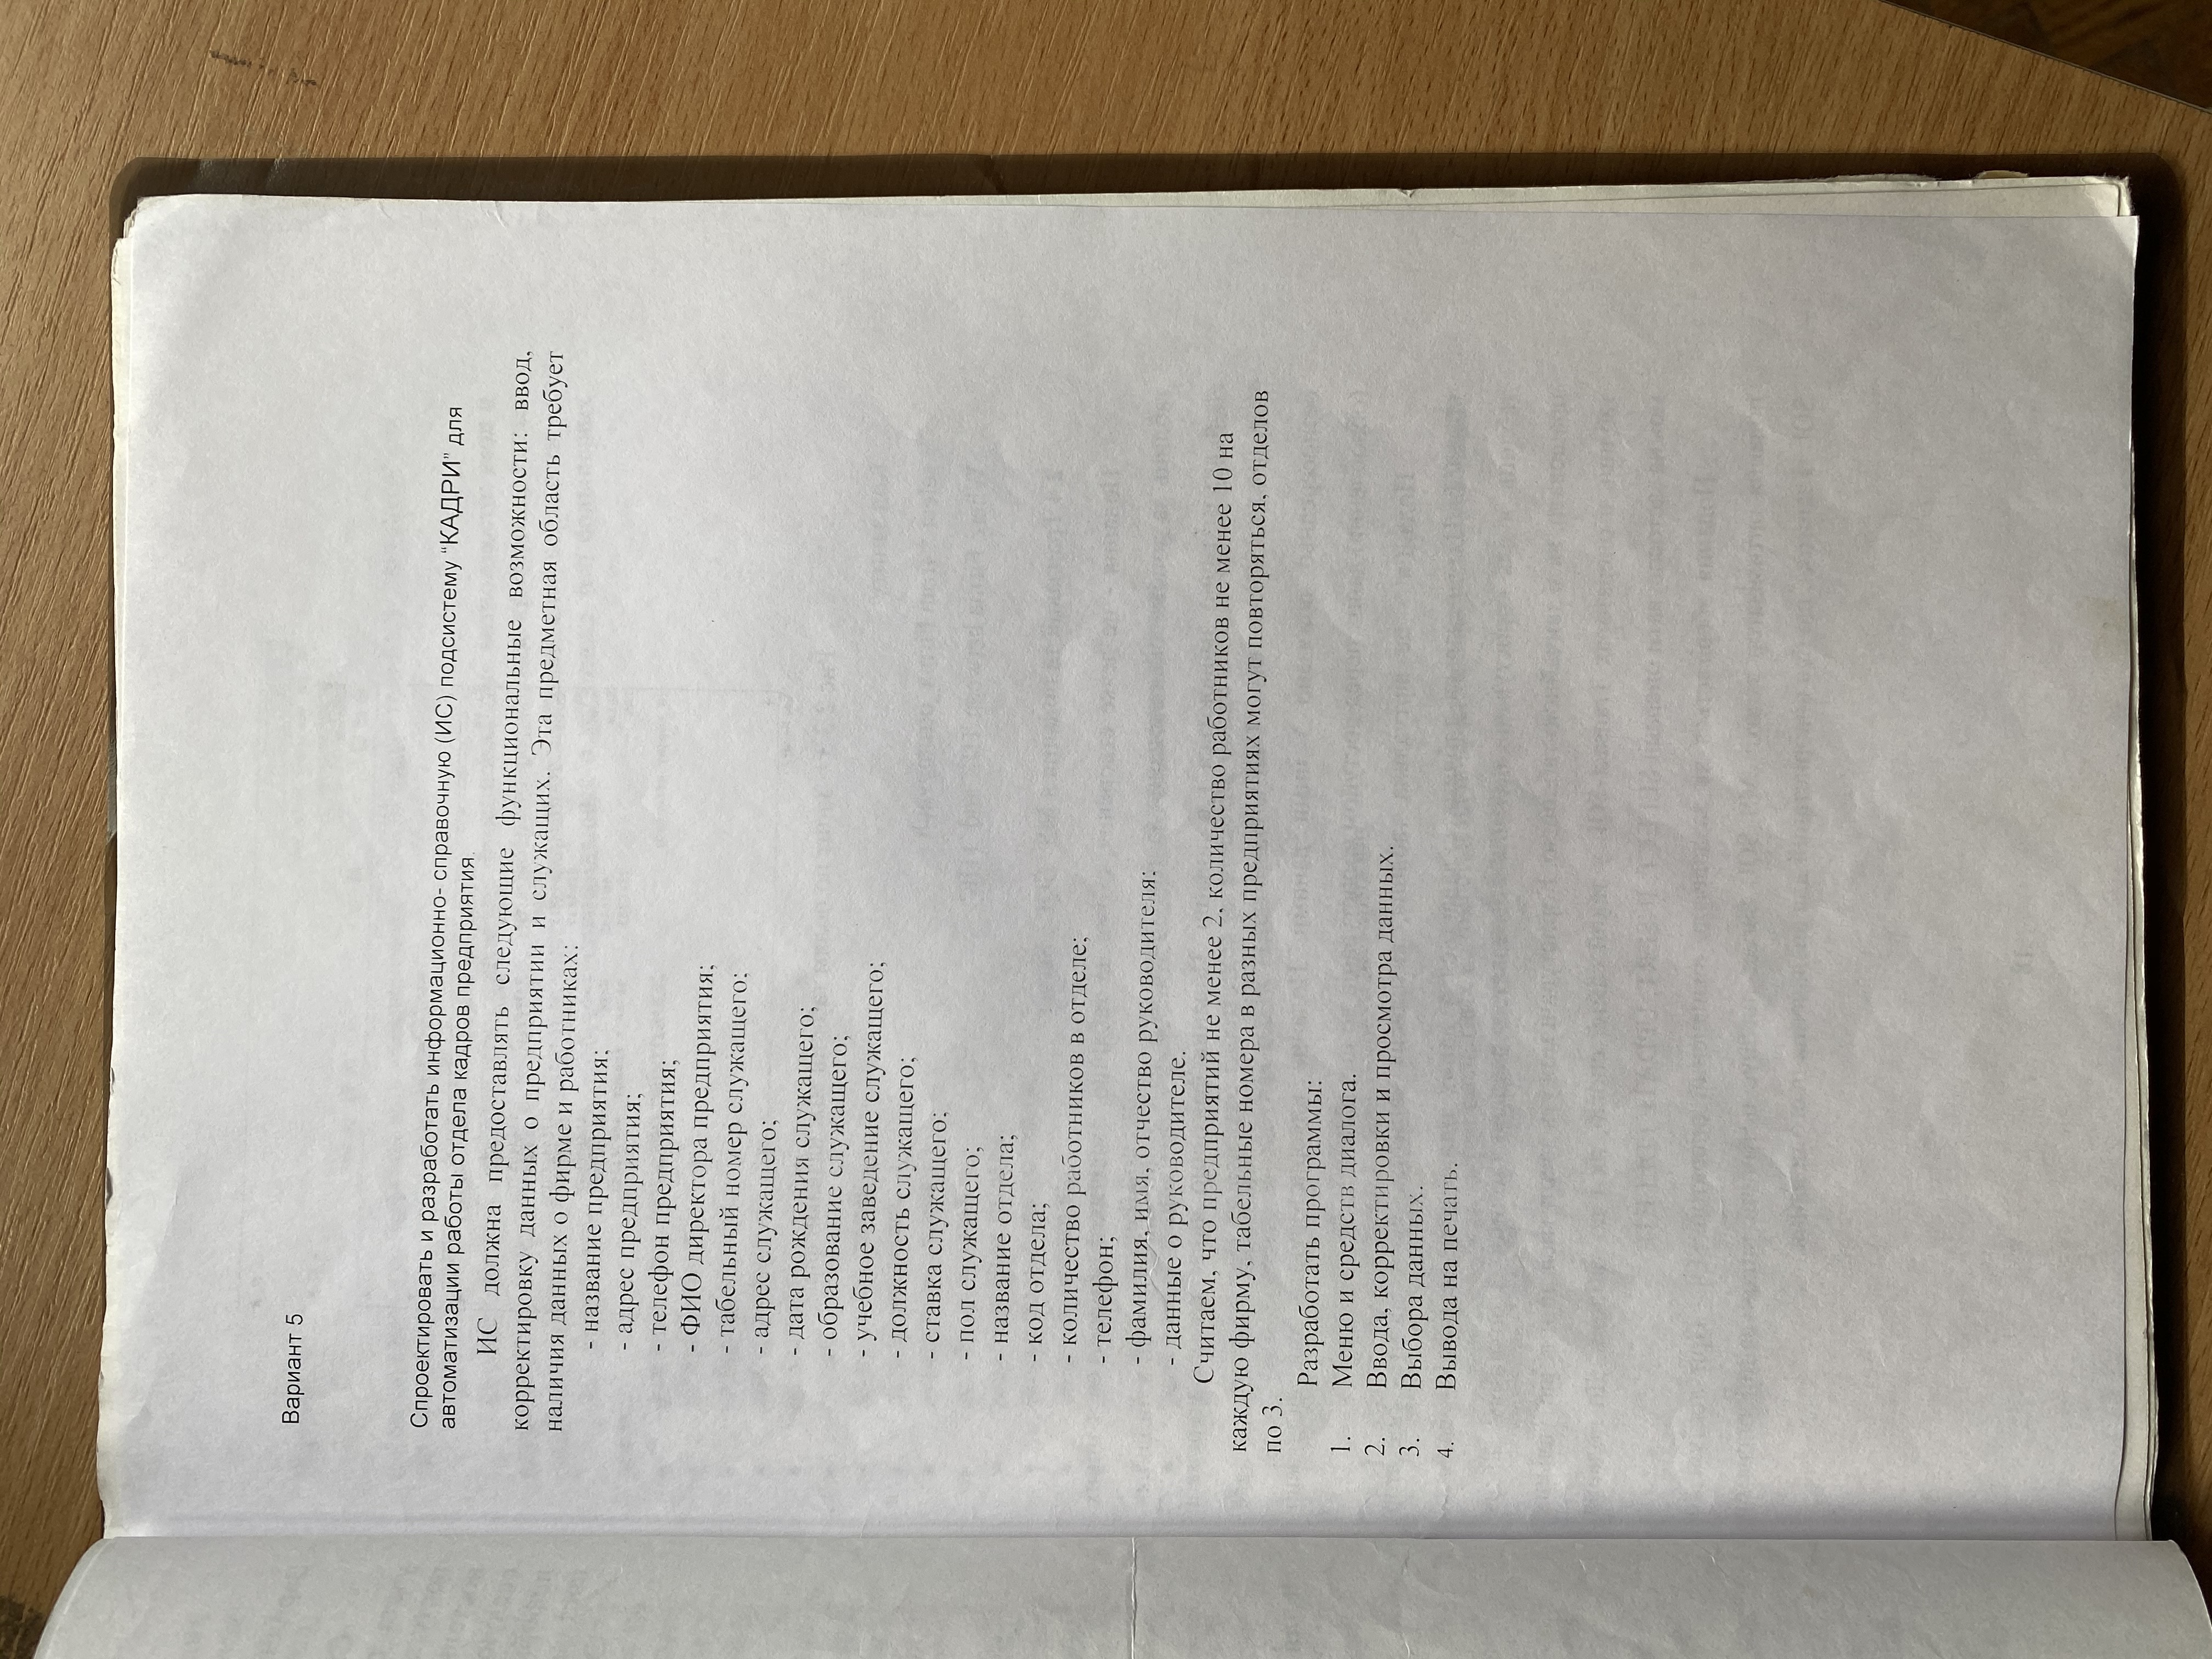 Вариант 5
Спроектировать и разработать информационно- справочную (ИС) подсистему “КАДРИ” для
автоматизации работы отдела кадров предприятия.
ИС должна предоставлять следующие функциональные возможности: ввод,
корректировку данных о предприятии и служащих. Эта предметная область требует
наличия данных о фирме и работниках:
- название предприятия;
- адрес предприятия;
- телефон предприятия;
- ФИО директора предприятия;
- табельный номер служащего;
- адрес служащего;
- дата рождения служащего;
- образование служащего;
- учебное заведение служащего;
- должность служащего;
- ставка служащего;
- пол служащего;
- название отдела;
- код отдела;
- количество работников в отделе;
- телефон;
- фамилия, имя, отчество руководителя;
- данные о руководителе.
Считаем, что предприятий не менее 2, количество работников не менее 10 на
каждую фирму, табельные номера в разных предприятиях могут повторяться, отделов
по 3.
Разработать программы:
1. Меню и средств диалога.
2. Ввода, корректировки и просмотра данных.
3. Выбора данных.
4. Вывода на печать.